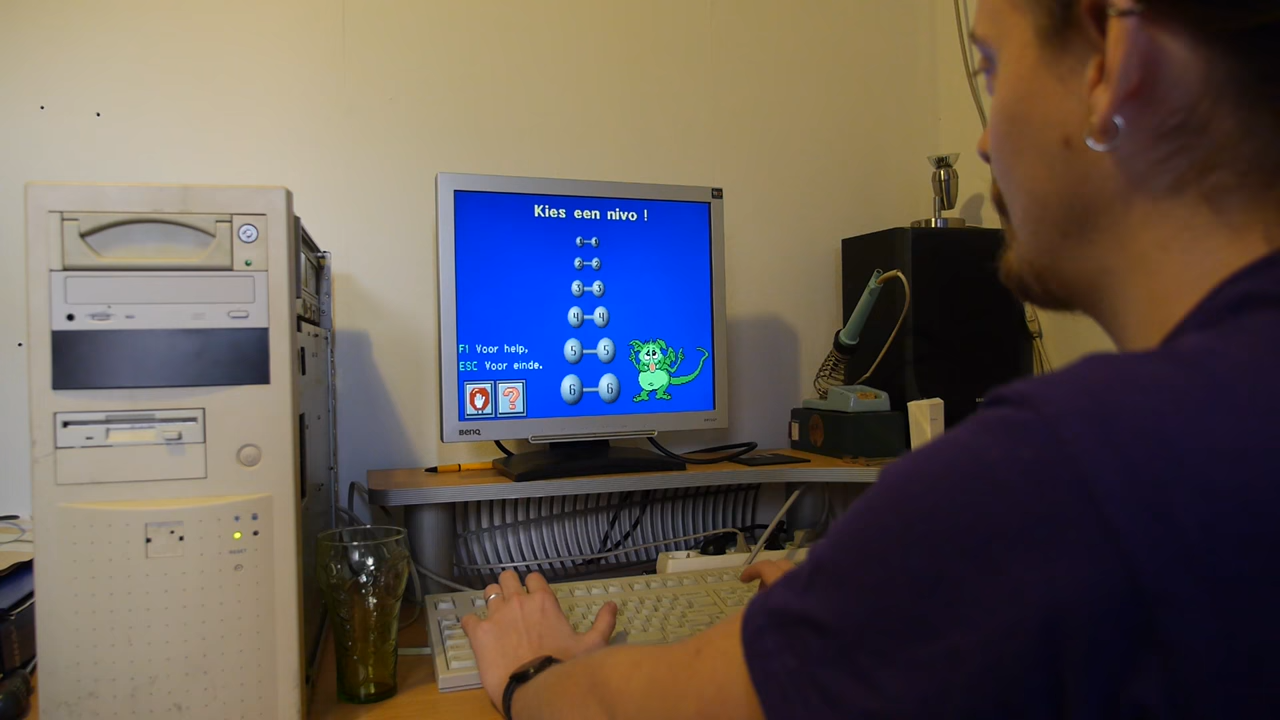 Kies een nivo !
1 1
2 2
3 3
4 4
5 5
6 6
F1 Voor help,
ESC Voor einde.
?
BenQ